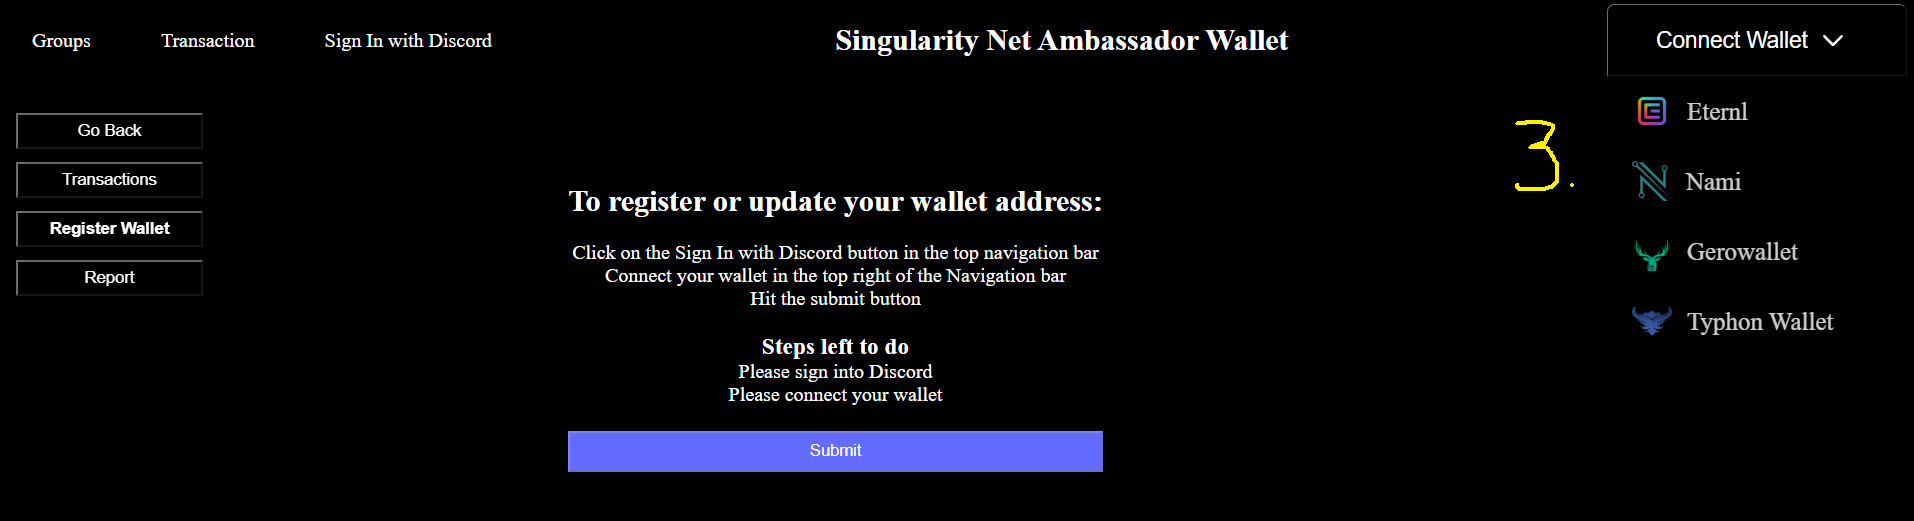 Groups Transaction Sign In with Discord Singularity Net Ambassador Wallet Connect Wallet
Go Back
Transactions
Register Wallet
Report
To register or update your wallet address:
Click on the Sign In with Discord button in the top navigation bar
Connect your wallet in the top right of the Navigation bar
Hit the submit button
Steps left to do
Please sign into Discord
Please connect your wallet
Submit
3.
Eternl
Nami
Gerowallet
Typhon Wallet